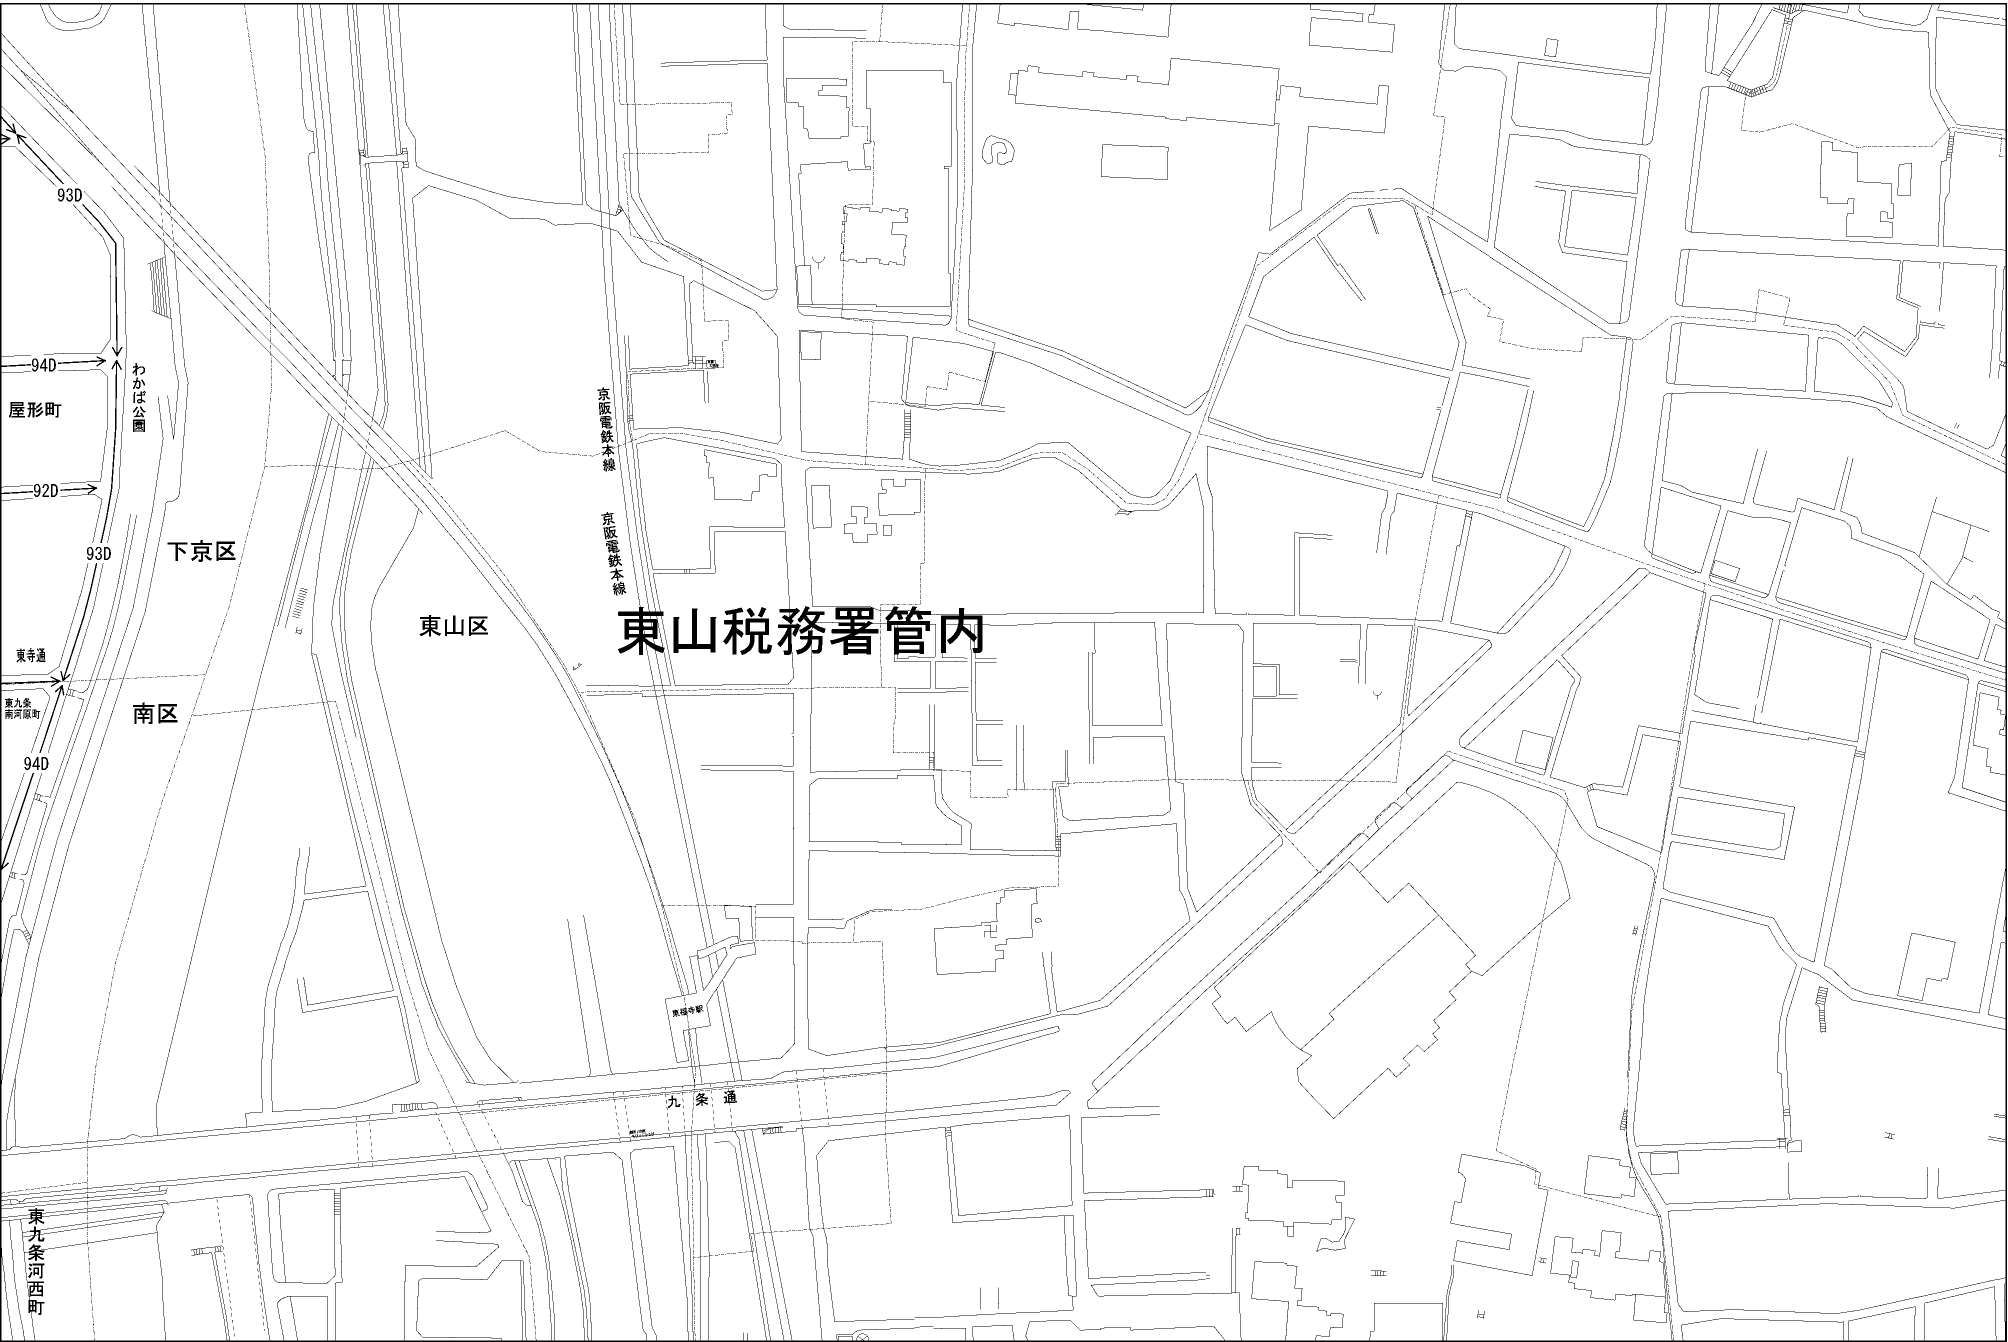 93D
94D
わかば公園
屋形町
京阪電鉄本線
92D
93D
下京区
京阪電鉄本線
東山区
東山税務署管内
東寺通
東九条
南河原町
南区
94D
東福寺駅
九条通
東九条河西町